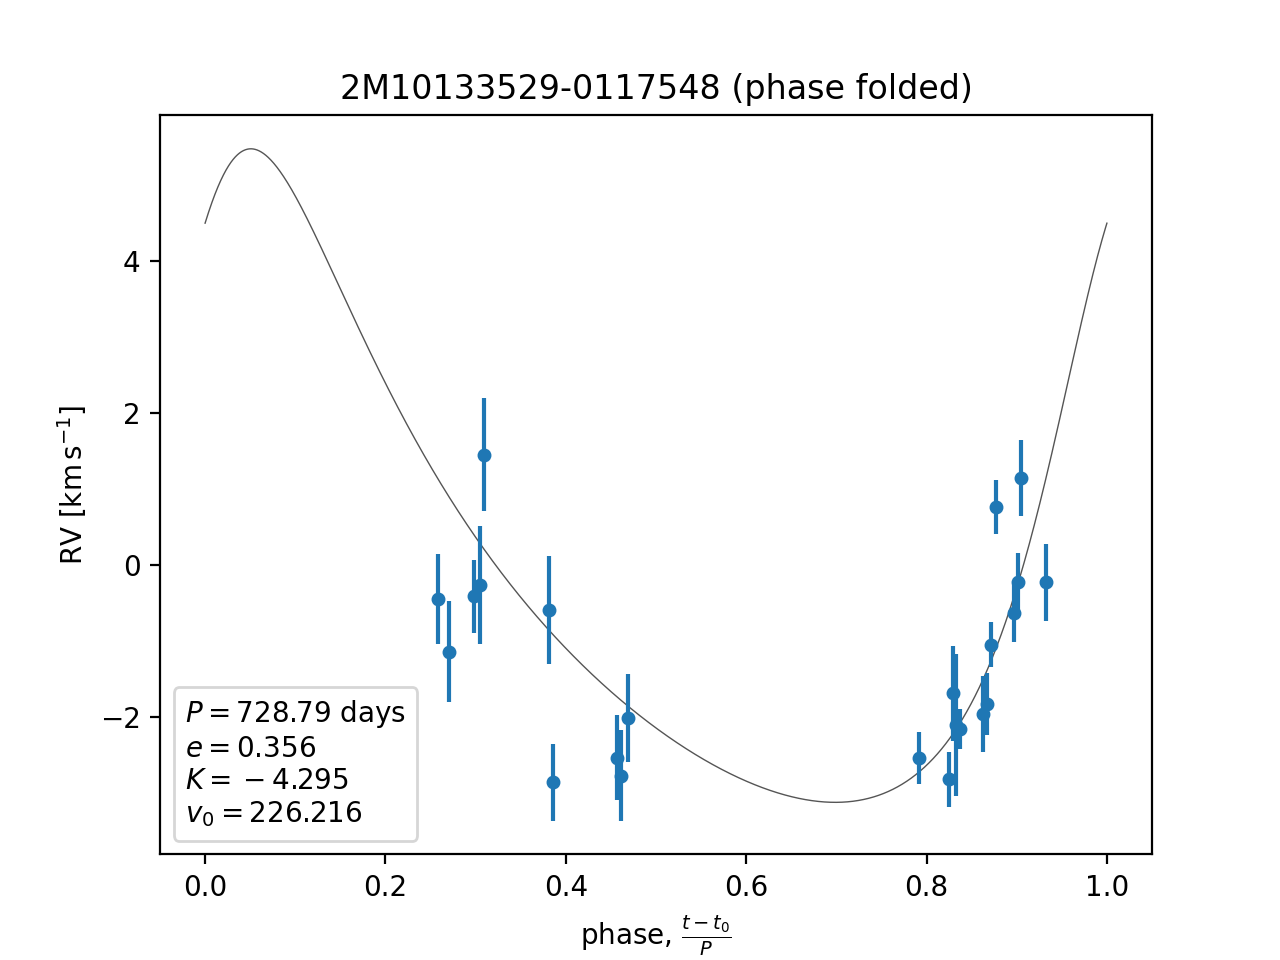 2M10133529-0117548 (phase folded)
RV [km s⁻¹]
4
2
0
−2
P = 728.79 days
e = 0.356
K = − 4.295
v₀ = 226.216
0.0 0.2 0.4 0.6 0.8 1.0
phase, (t − t₀)/P